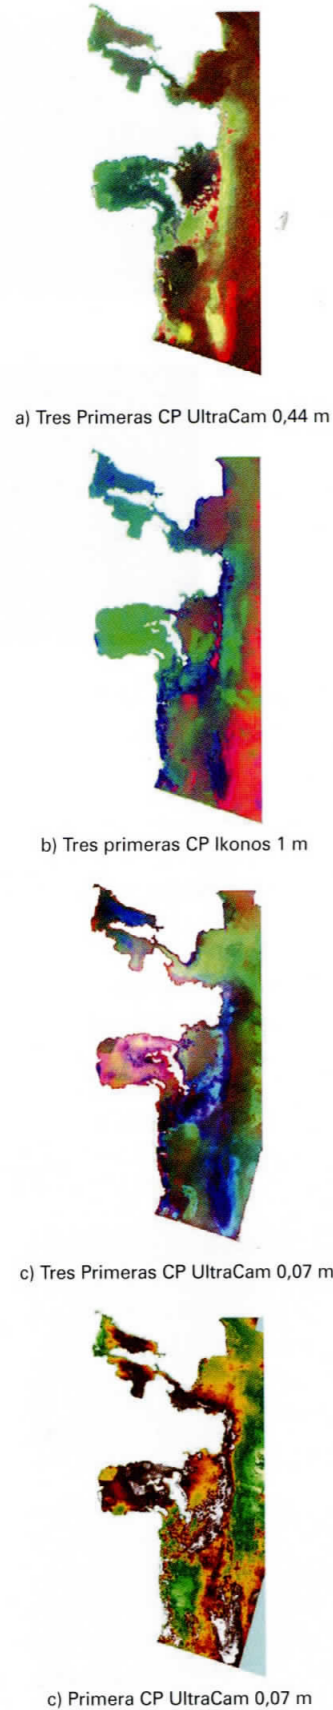 a) Tres Primeras CP UltraCam 0,44 m
b) Tres primeras CP Ikonos 1 m
c) Tres Primeras CP UltraCam 0,07 m
c) Primera CP UltraCam 0,07 m